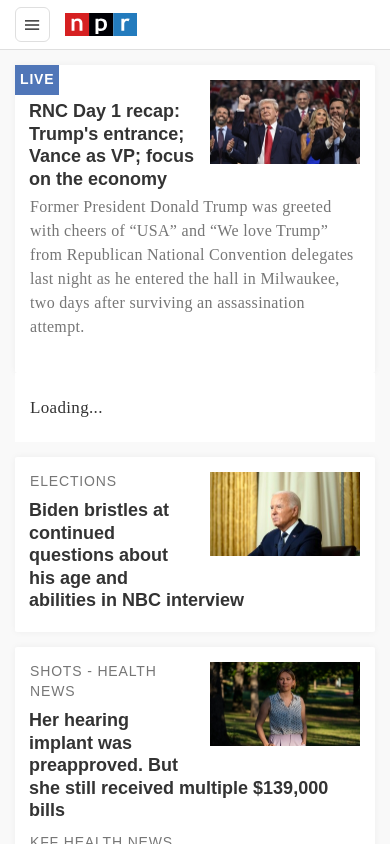 npr
LIVE
RNC Day 1 recap:
Trump's entrance;
Vance as VP; focus
on the economy
Former President Donald Trump was greeted
with cheers of “USA” and “We love Trump”
from Republican National Convention delegates
last night as he entered the hall in Milwaukee,
two days after surviving an assassination
attempt.
Loading...
ELECTIONS
Biden bristles at
continued
questions about
his age and
abilities in NBC interview
SHOTS - HEALTH
NEWS
Her hearing
implant was
preapproved. But
she still received multiple $139,000
bills
KFF HEALTH NEWS